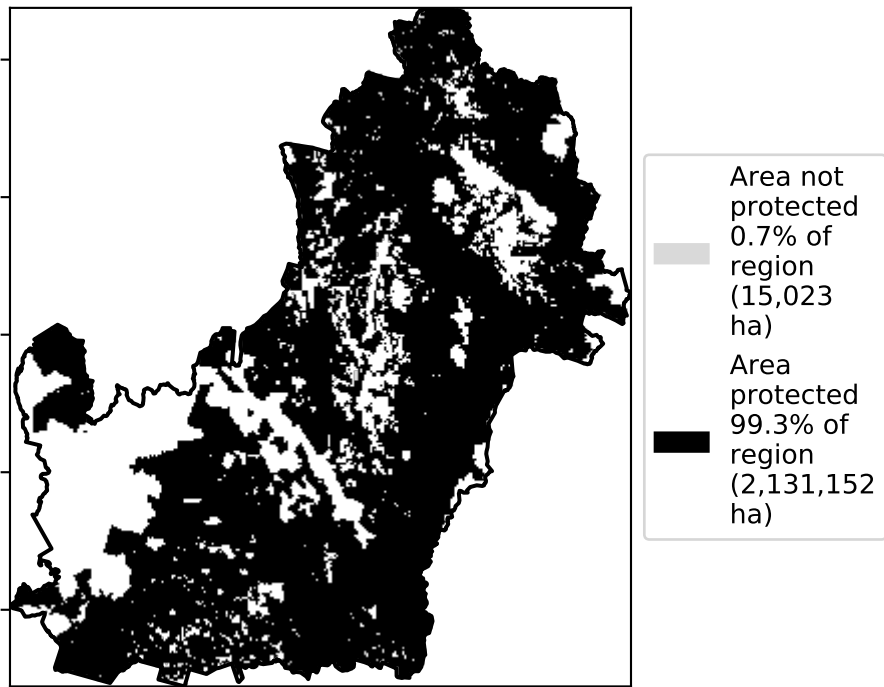 Area not
protected
0.7% of
region
(15,023
ha)
Area
protected
99.3% of
region
(2,131,152
ha)